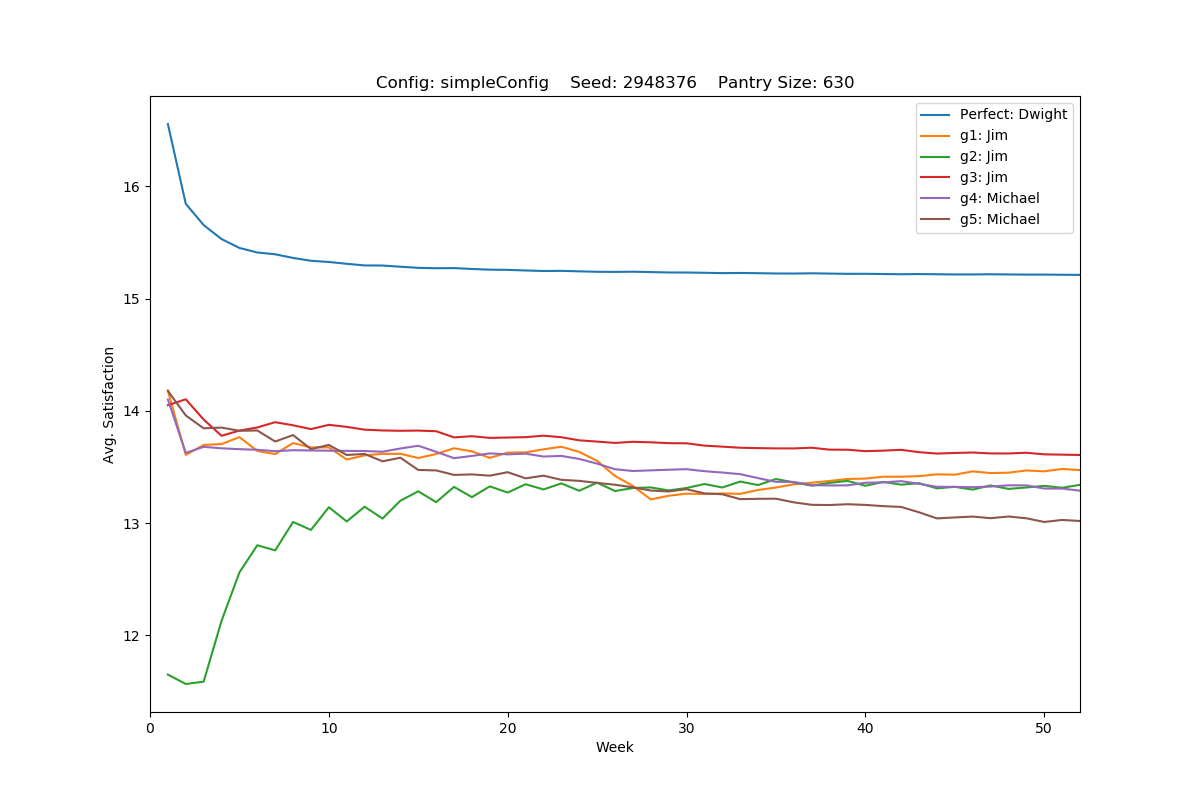 Config: simpleConfig    Seed: 2948376    Pantry Size: 630
Perfect: Dwight
g1: Jim
g2: Jim
g3: Jim
g4: Michael
g5: Michael
16
15
14
13
12
Avg. Satisfaction
0 10 20 30 40 50
Week